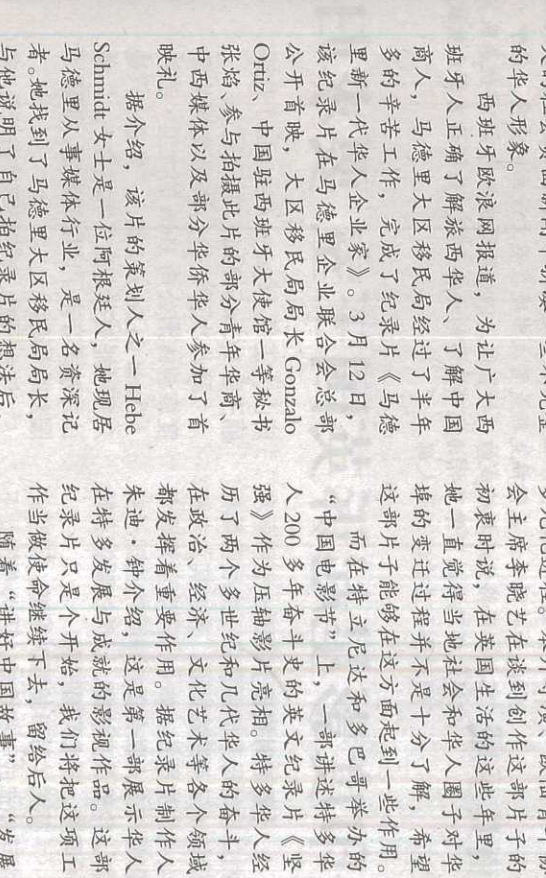 的华人形象。
西班牙欧浪网报道，为让广大西
班牙人正确了解旅西华人、了解中国
商人，马德里大区移民局经过了半年
多的辛苦工作，完成了纪录片《马德
里新一代华人企业家》。3月12日，
该纪录片在马德里企业联合会总部
公开首映，大区移民局局长Gonzalo
Ortiz、中国驻西班牙大使馆一等秘书
张焰、参与拍摄此片的部分青年华商、
中西媒体以及部分华侨华人参加了首
映礼。
据介绍，该片的策划人之一Hebe
Schmidt女士是一位阿根廷人，她现居
马德里从事媒体行业，是一名资深记
者。她找到了马德里大区移民局局长，
与他说明了自己拍纪录片的想法后
会主席李晓艺在谈到创作这部片子的
初衷时说，在英国生活的这些年里，
她一直觉得当地社会和华人圈子对华
埠的变迁过程并不是十分了解，希望
这部片子能够在这方面起到一些作用。
而在特立尼达和多巴哥举办的
“中国电影节”上，一部讲述特多华
人200多年奋斗史的英文纪录片《坚
强》作为压轴影片亮相。特多华人经
历了两个多世纪和几代华人的奋斗，
在政治、经济、文化艺术等各个领域
都发挥着重要作用。据纪录片制作人
朱迪·钟介绍，这是第一部展示华人
在特多发展与成就的影视作品。这部
纪录片只是个开始，我们将把这项工
作当做使命继续下去，留给后人。
随着“讲好中国故事”、“发展